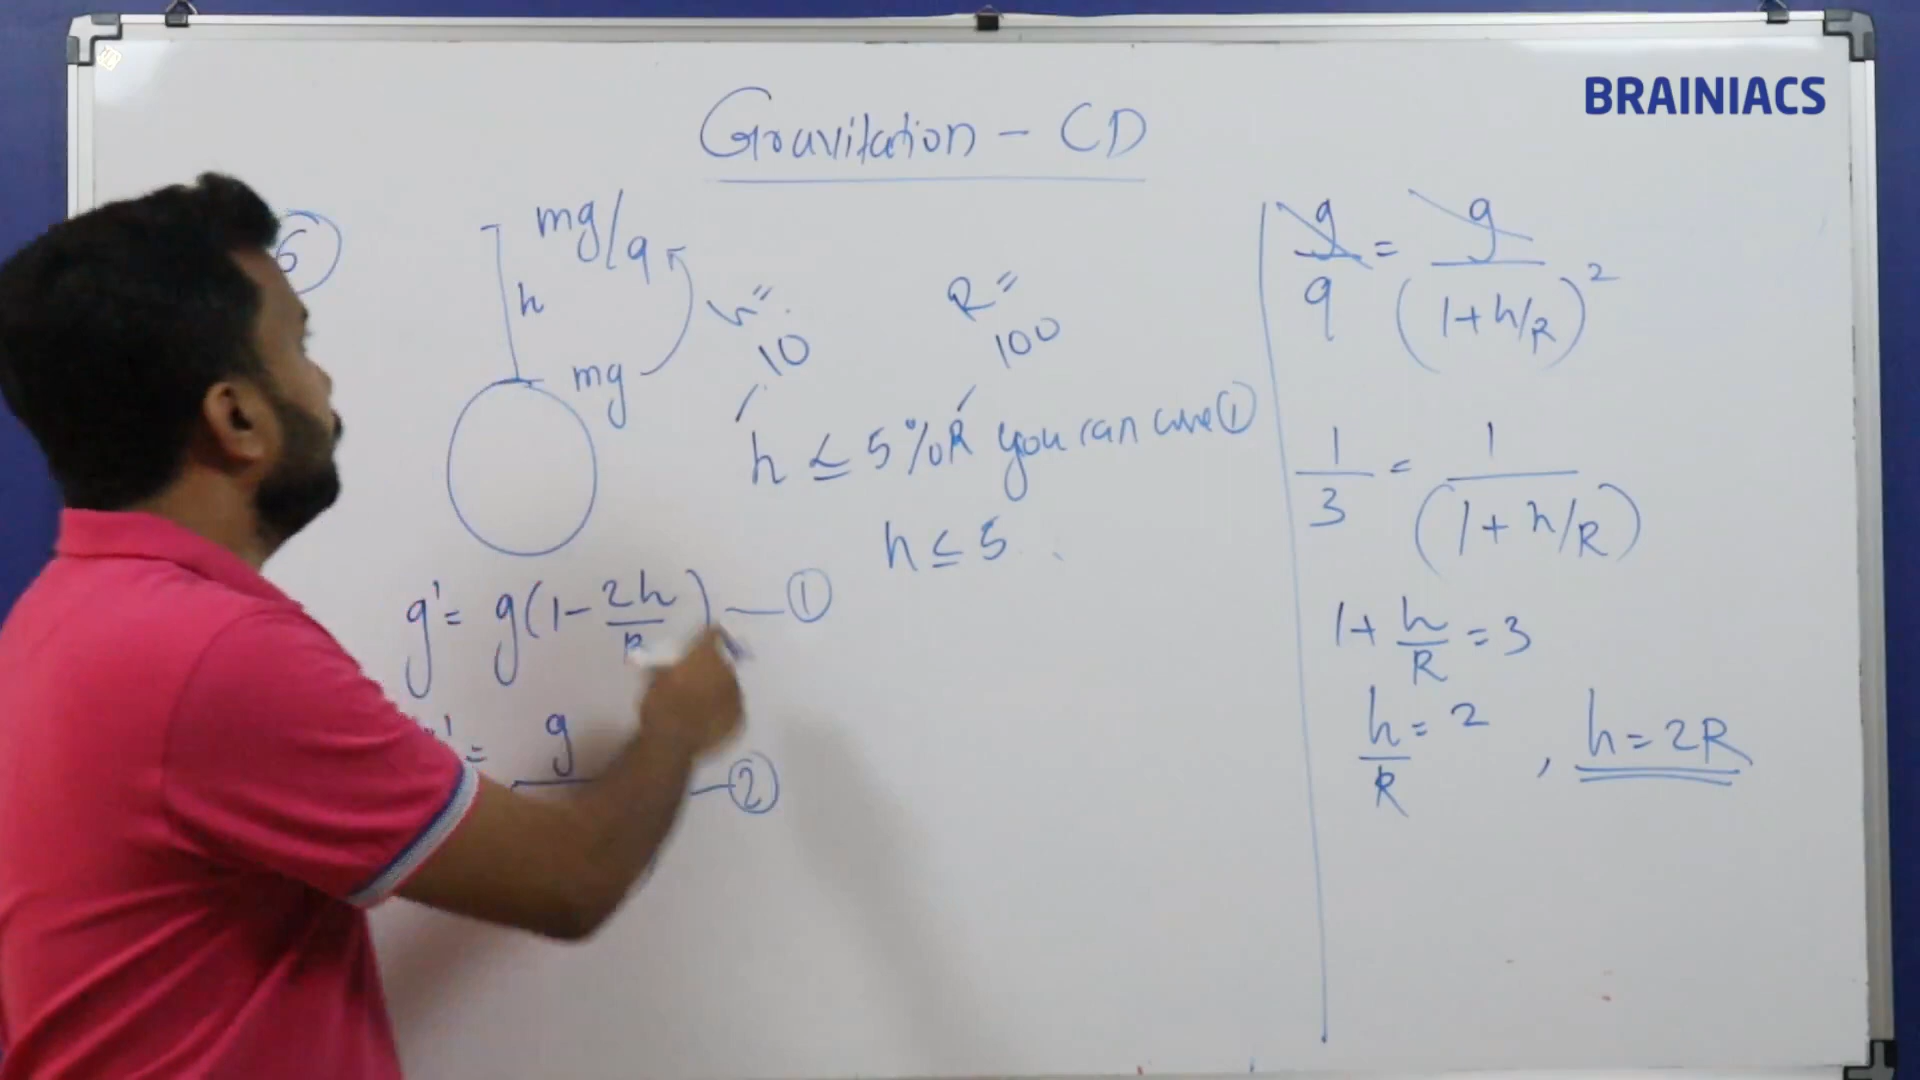 BRAINIACS
Gravitation - CD
6
mg/9
h
mg
h =
10
R =
100
h ≤ 5%R you can use ①
h ≤ 5
g' = g(1 - 2h/R) — ①
g' = g — ②
g/9 = g/(1+h/R)²
1/3 = 1/(1+h/R)
1 + h/R = 3
h/R = 2, h = 2R